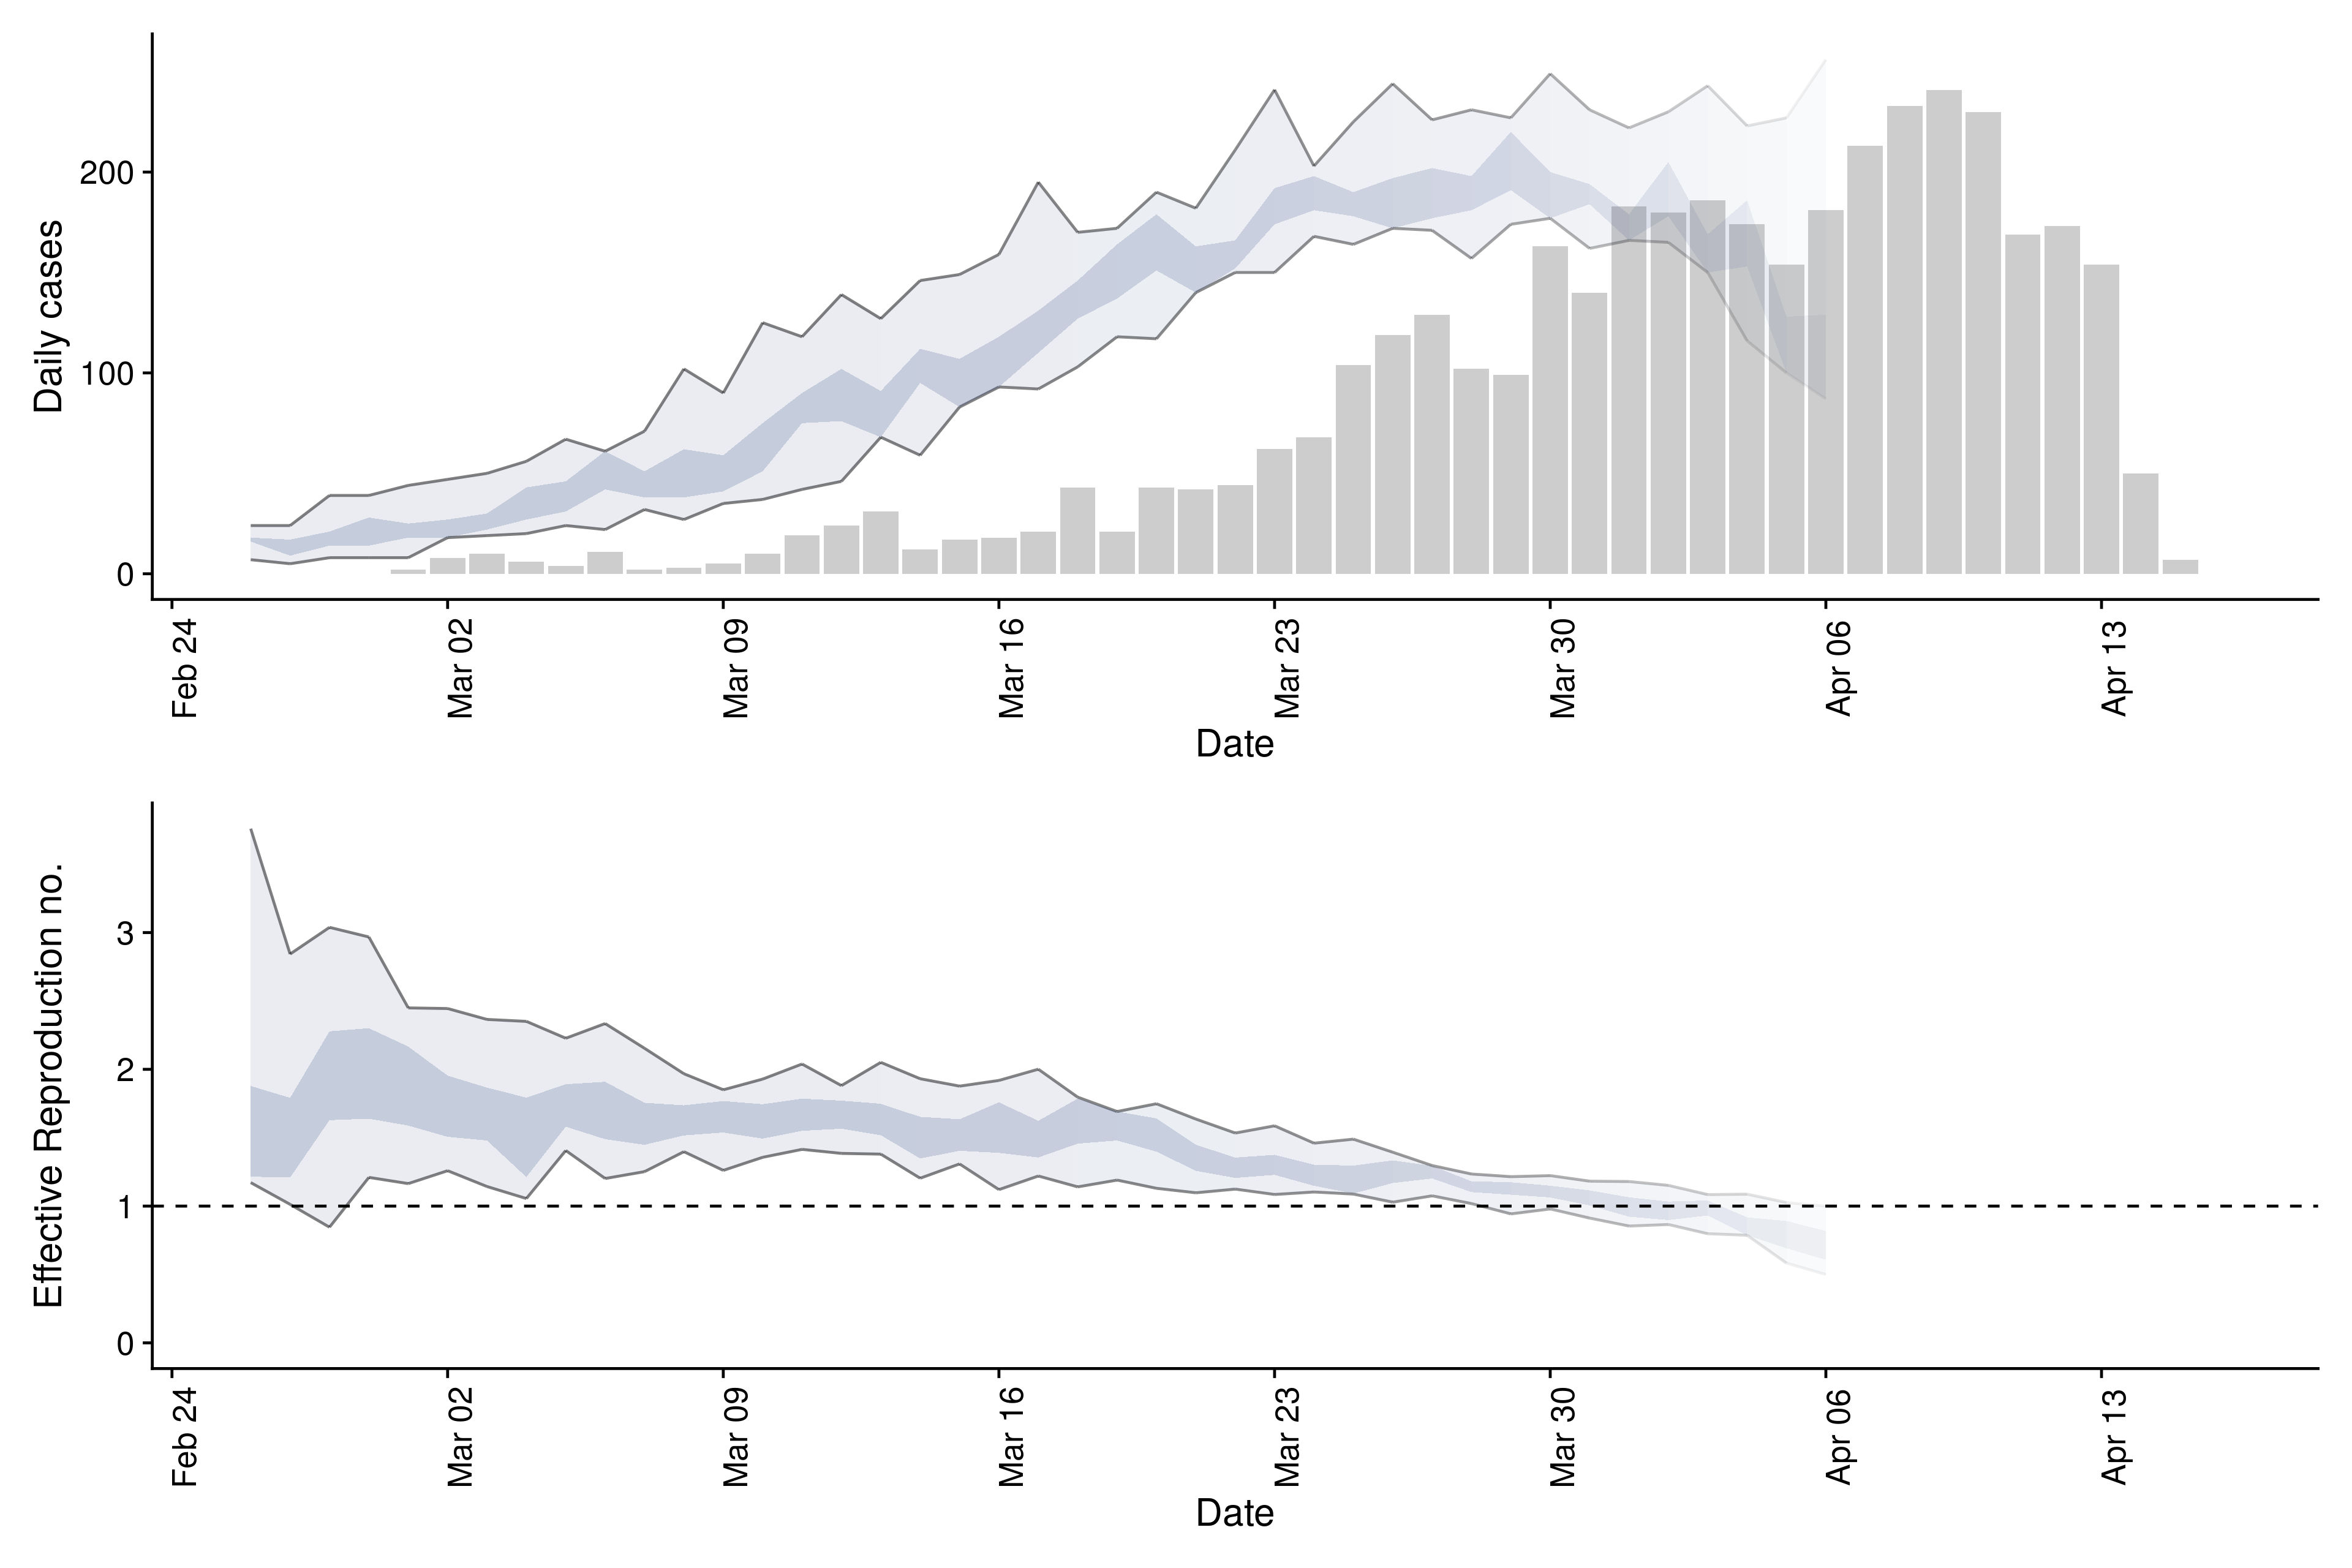 Daily cases
200
100
0
Feb 24
Mar 02
Mar 09
Mar 16
Mar 23
Mar 30
Apr 06
Apr 13
Date
Effective Reproduction no.
3
2
1
0
Feb 24
Mar 02
Mar 09
Mar 16
Mar 23
Mar 30
Apr 06
Apr 13
Date